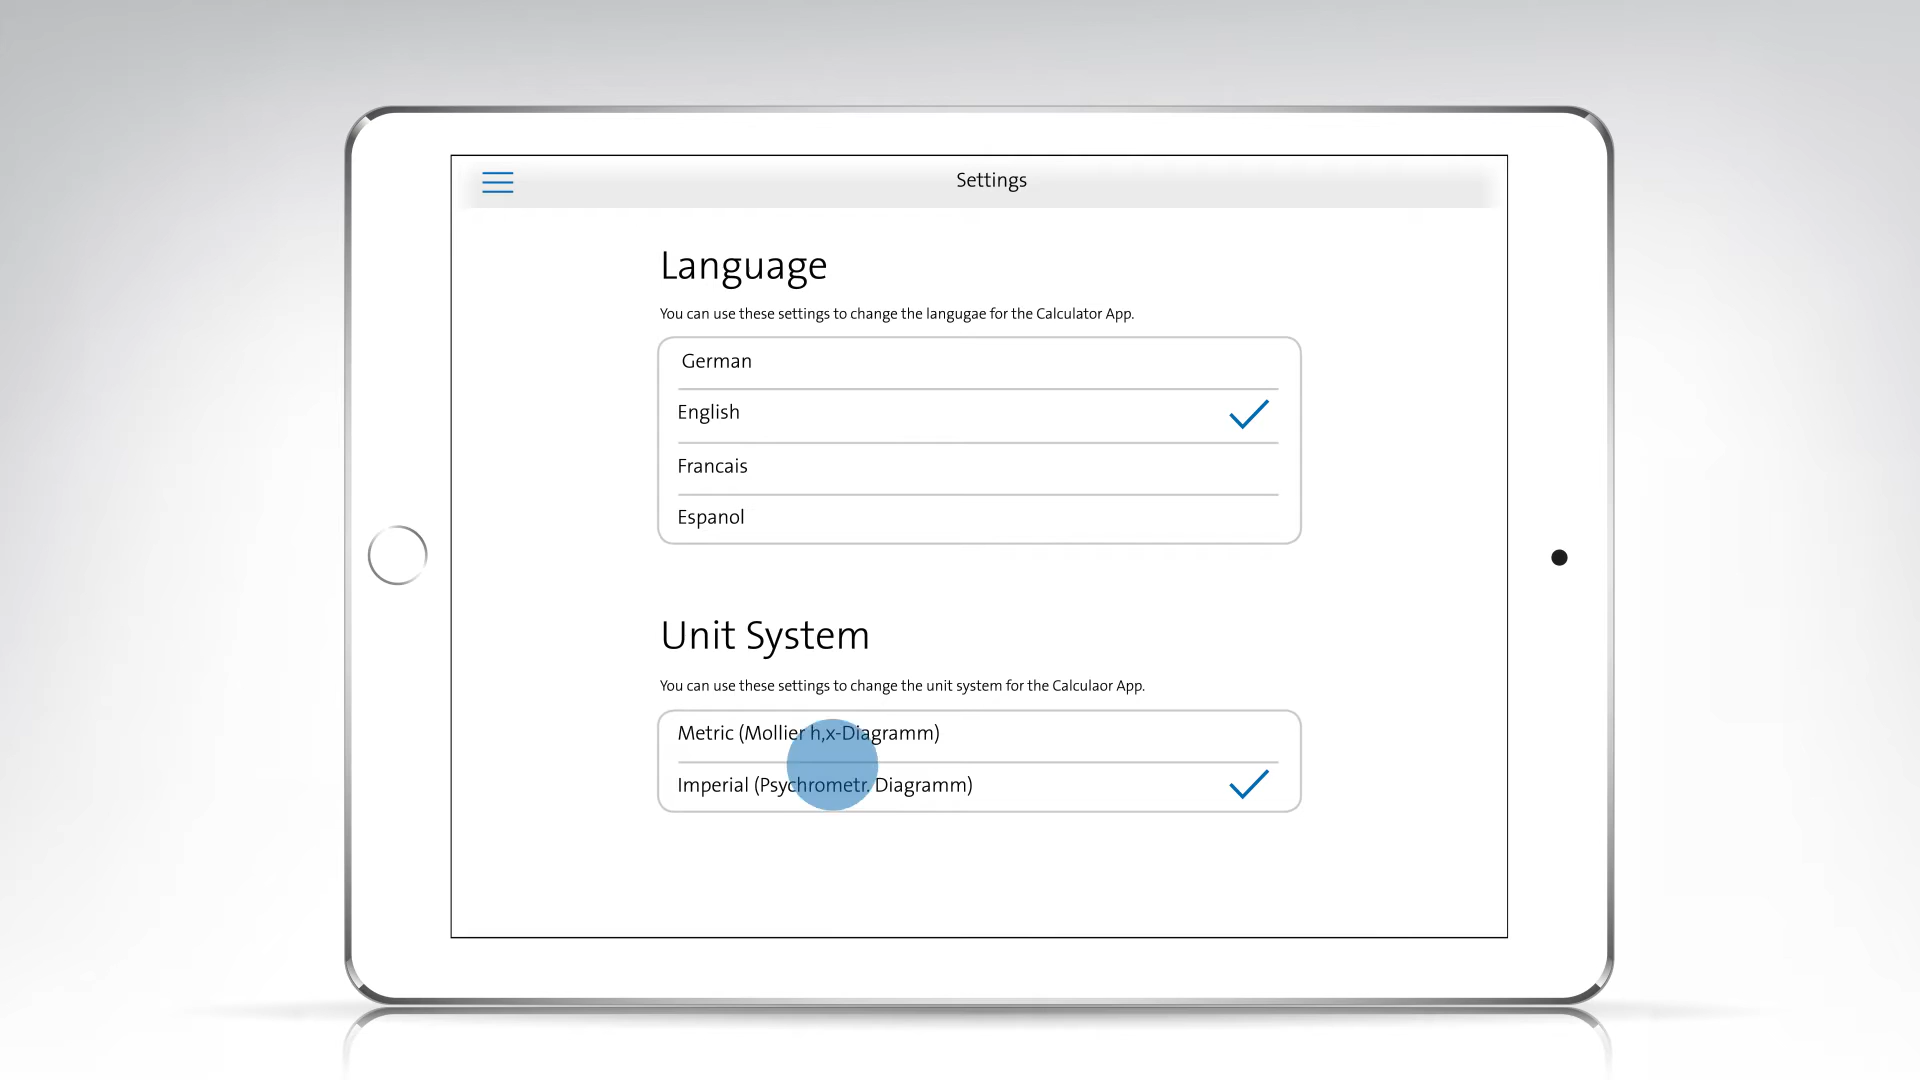 Settings
Language
You can use these settings to change the langugae for the Calculator App.
German
English
Francais
Espanol
Unit System
You can use these settings to change the unit system for the Calculaor App.
Metric (Mollier h,x-Diagramm)
Imperial (Psychrometr. Diagramm)